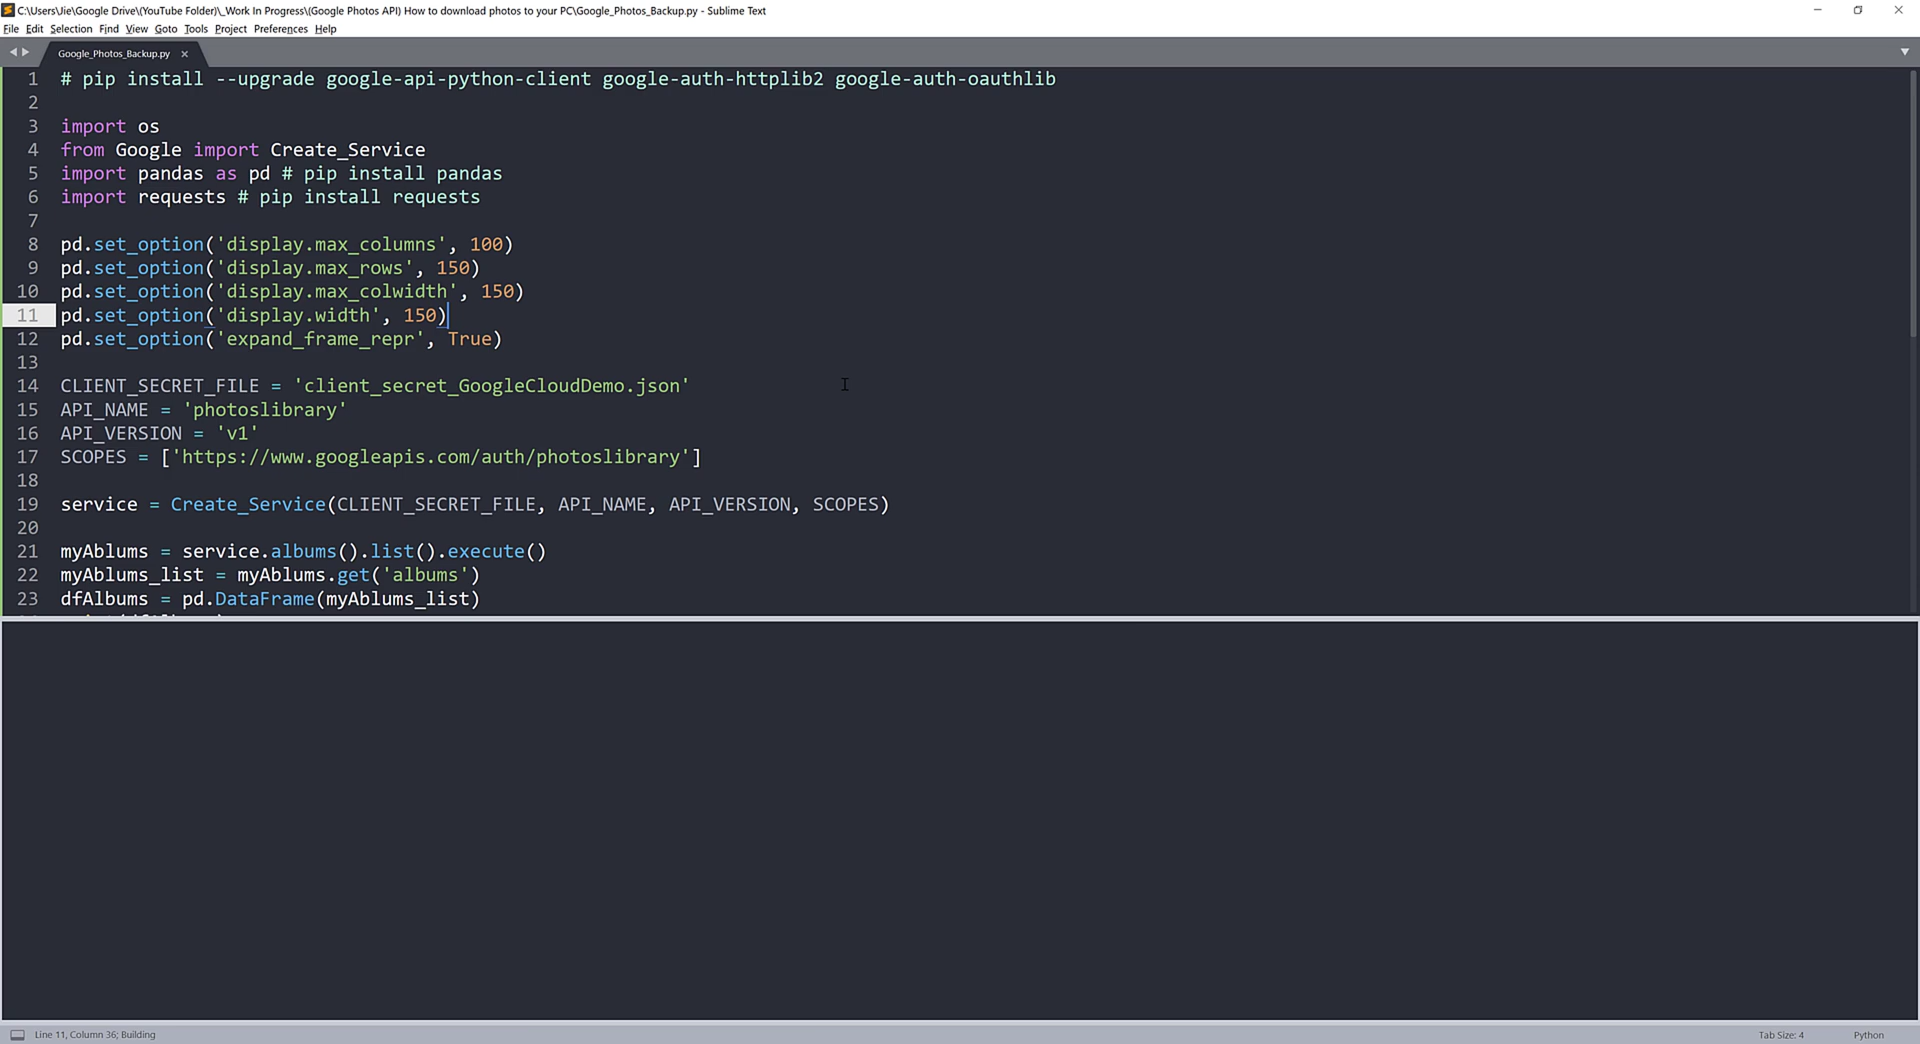 C:\Users\Jie\Google Drive\(YouTube Folder)\_Work In Progress\(Google Photos API) How to download photos to your PC\Google_Photos_Backup.py - Sublime Text
File Edit Selection Find View Goto Tools Project Preferences Help
Google_Photos_Backup.py
1 # pip install --upgrade google-api-python-client google-auth-httplib2 google-auth-oauthlib
2
3 import os
4 from Google import Create_Service
5 import pandas as pd # pip install pandas
6 import requests # pip install requests
7
8 pd.set_option('display.max_columns', 100)
9 pd.set_option('display.max_rows', 150)
10 pd.set_option('display.max_colwidth', 150)
11 pd.set_option('display.width', 150)
12 pd.set_option('expand_frame_repr', True)
13
14 CLIENT_SECRET_FILE = 'client_secret_GoogleCloudDemo.json'
15 API_NAME = 'photoslibrary'
16 API_VERSION = 'v1'
17 SCOPES = ['https://www.googleapis.com/auth/photoslibrary']
18
19 service = Create_Service(CLIENT_SECRET_FILE, API_NAME, API_VERSION, SCOPES)
20
21 myAblums = service.albums().list().execute()
22 myAblums_list = myAblums.get('albums')
23 dfAlbums = pd.DataFrame(myAblums_list)
Line 11, Column 36; Building
Tab Size: 4 Python